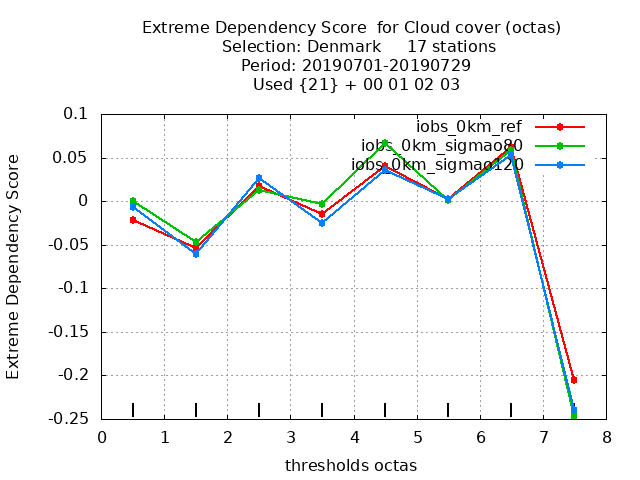 Extreme Dependency Score  for Cloud cover (octas)
Selection: Denmark     17 stations
Period: 20190701-20190729
Used {21} + 00 01 02 03
iobs_0km_ref
iobs_0km_sigmao80
iobs_0km_sigmao120
Extreme Dependency Score
0.1
0.05
0
-0.05
-0.1
-0.15
-0.2
-0.25
0 1 2 3 4 5 6 7 8
thresholds octas